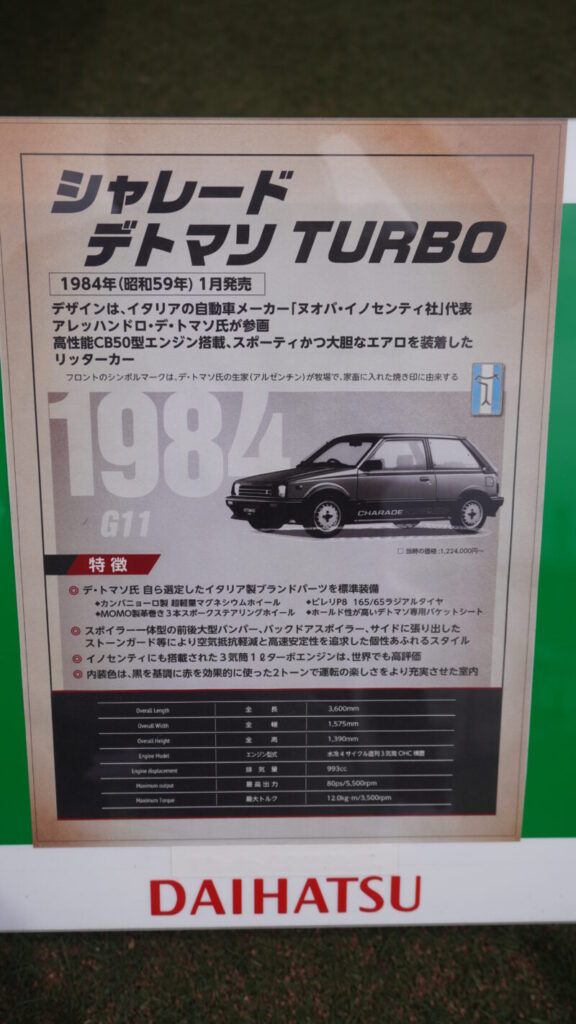 シャレード
デトマソ TURBO
1984年(昭和59年) 1月発売
デザインは、イタリアの自動車メーカー「ヌオバ・イノセンティ社」代表
アレッハンドロ・デ・トマソ氏が参画
高性能CB50型エンジン搭載、スポーティかつ大胆なエアロを装着した
リッターカー
フロントのシンボルマークは、デ・トマソ氏の生家(アルゼンチン)が牧場で、家畜に入れた焼き印に由来する
1984
G11
CHARADE
□ 当時の価格:1,224,000円~
特徴
◎ デ・トマソ氏 自ら選定したイタリア製ブランドパーツを標準装備
◆カンパニョーロ製 超軽量マグネシウムホイール ◆ピレリP8 165/65ラジアルタイヤ
◆MOMO製革巻き3本スポークステアリングホイール ◆ホールド性が高いデトマソ専用バケットシート
◎ スポイラー一体型の前後大型バンパー、バックドアスポイラー、サイドに張り出した
ストーンガード等により空気抵抗軽減と高速安定性を追求した個性あふれるスタイル
◎ イノセンティにも搭載された3気筒1ℓターボエンジンは、世界でも高評価
◎ 内装色は、黒を基調に赤を効果的に使った2トーンで運転の楽しさをより充実させた室内
Overall Length 全長 3,600mm
Overall Width 全幅 1,575mm
Overall Height 全高 1,390mm
Engine Model エンジン型式 水冷4サイクル直列3気筒OHC横置
Engine displacement 排気量 993cc
Maximum output 最高出力 80ps/5,500rpm
Maximum Torque 最大トルク 12.0kg-m/3,500rpm
DAIHATSU